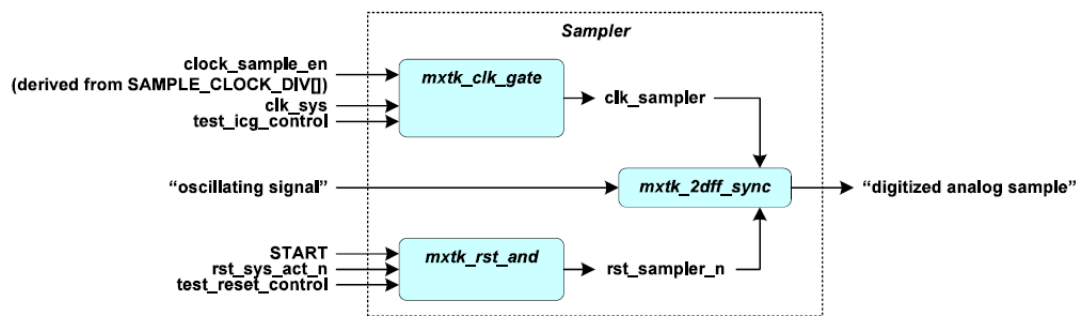 Sampler
clock_sample_en
(derived from SAMPLE_CLOCK_DIV[])
clk_sys
test_icg_control
mxtk_clk_gate
clk_sampler
“oscillating signal”
mxtk_2dff_sync
“digitized analog sample”
START
rst_sys_act_n
test_reset_control
mxtk_rst_and
rst_sampler_n